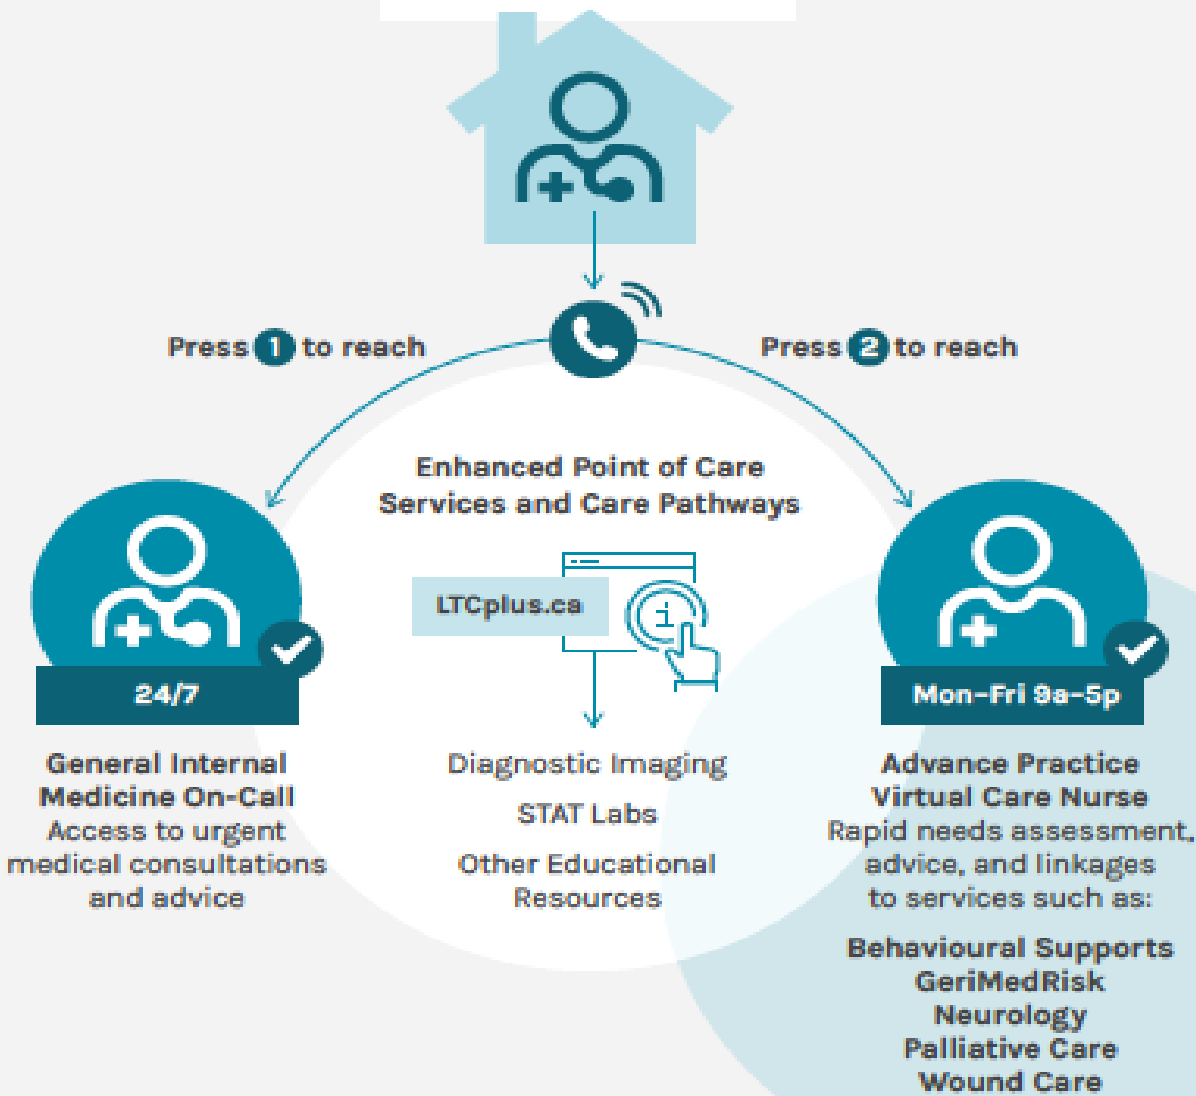 Press 1 to reach
Press 2 to reach
Enhanced Point of Care
Services and Care Pathways
LTCplus.ca
i
Diagnostic Imaging
STAT Labs
Other Educational
Resources
24/7
General Internal
Medicine On-Call
Access to urgent
medical consultations
and advice
Mon-Fri 9a-5p
Advance Practice
Virtual Care Nurse
Rapid needs assessment,
advice, and linkages
to services such as:
Behavioural Supports
GeriMedRisk
Neurology
Palliative Care
Wound Care